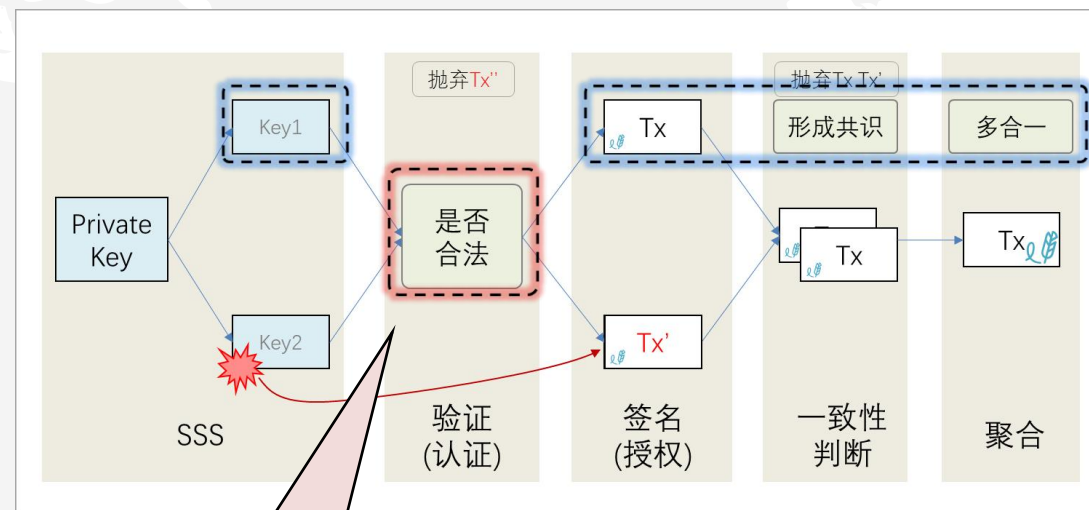 抛弃Tx''
抛弃Tx Tx'
Key1
Tx
形成共识
多合一
Private
Key
是否
合法
Tx
Tx
Key2
Tx'
SSS
验证
(认证)
签名
(授权)
一致性
判断
聚合